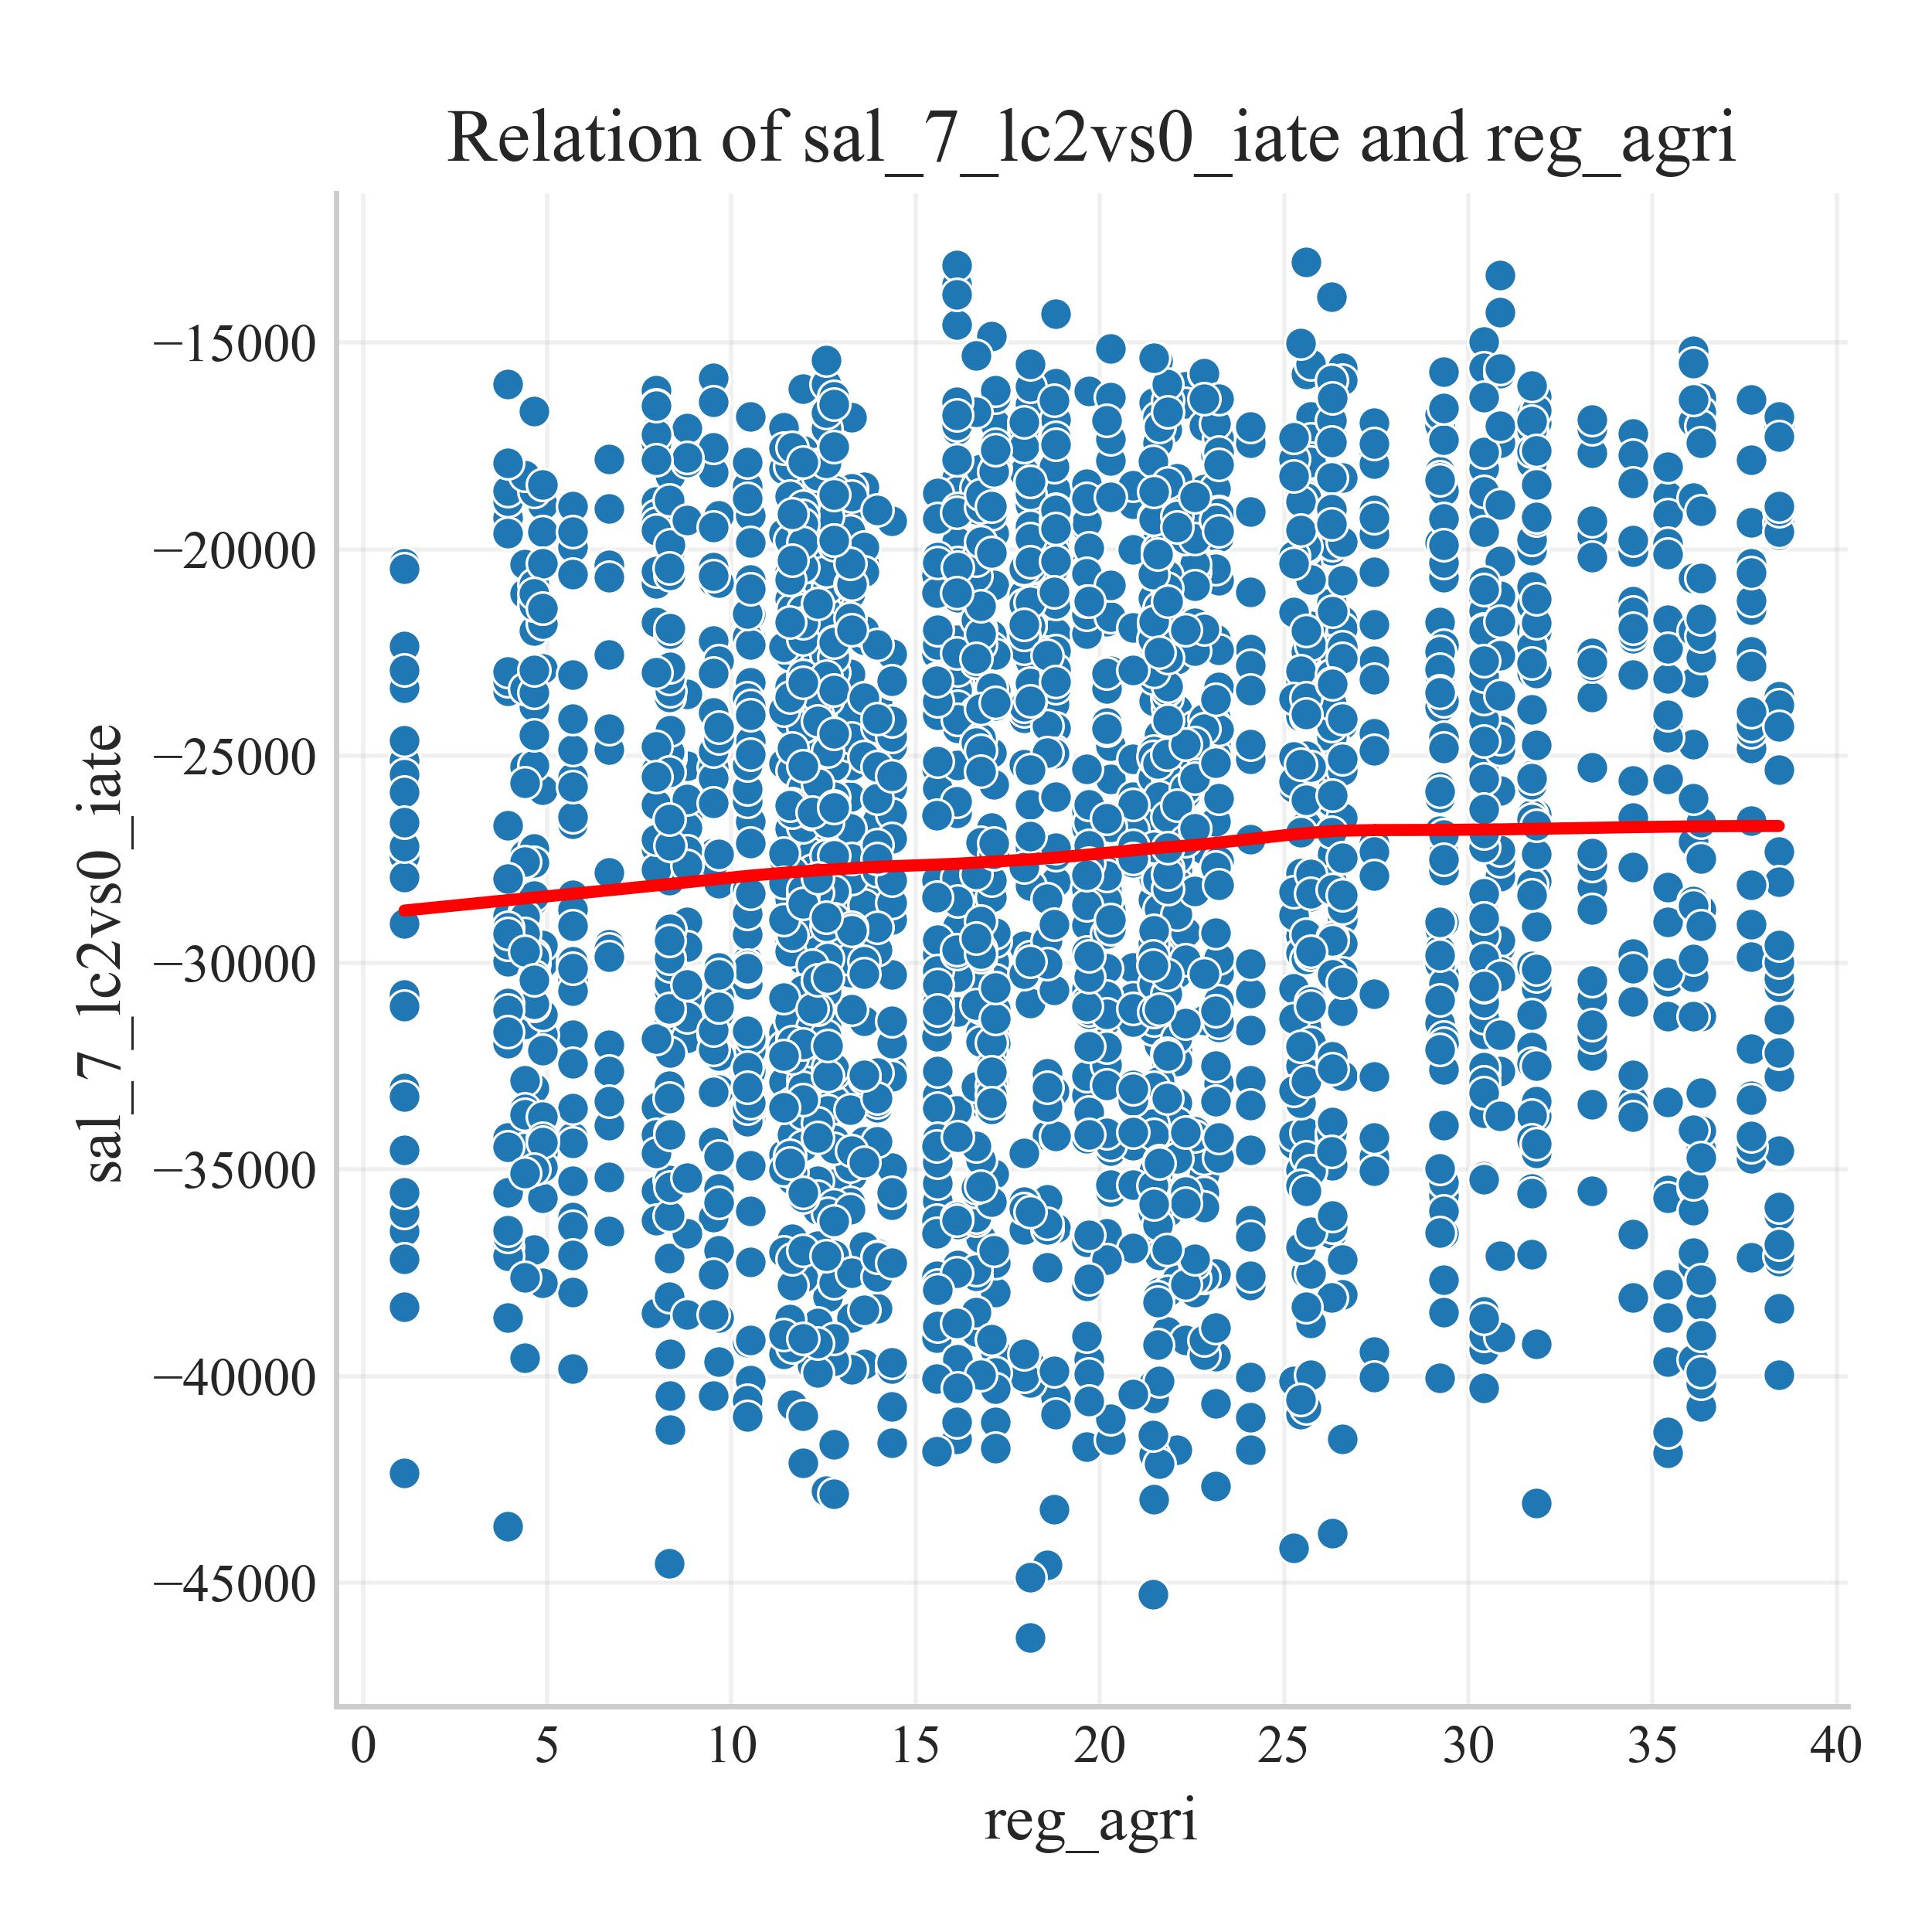 Relation of sal_7_lc2vs0_iate and reg_agri
sal_7_lc2vs0_iate
−15000
−20000
−25000
−30000
−35000
−40000
−45000
0 5 10 15 20 25 30 35 40
reg_agri